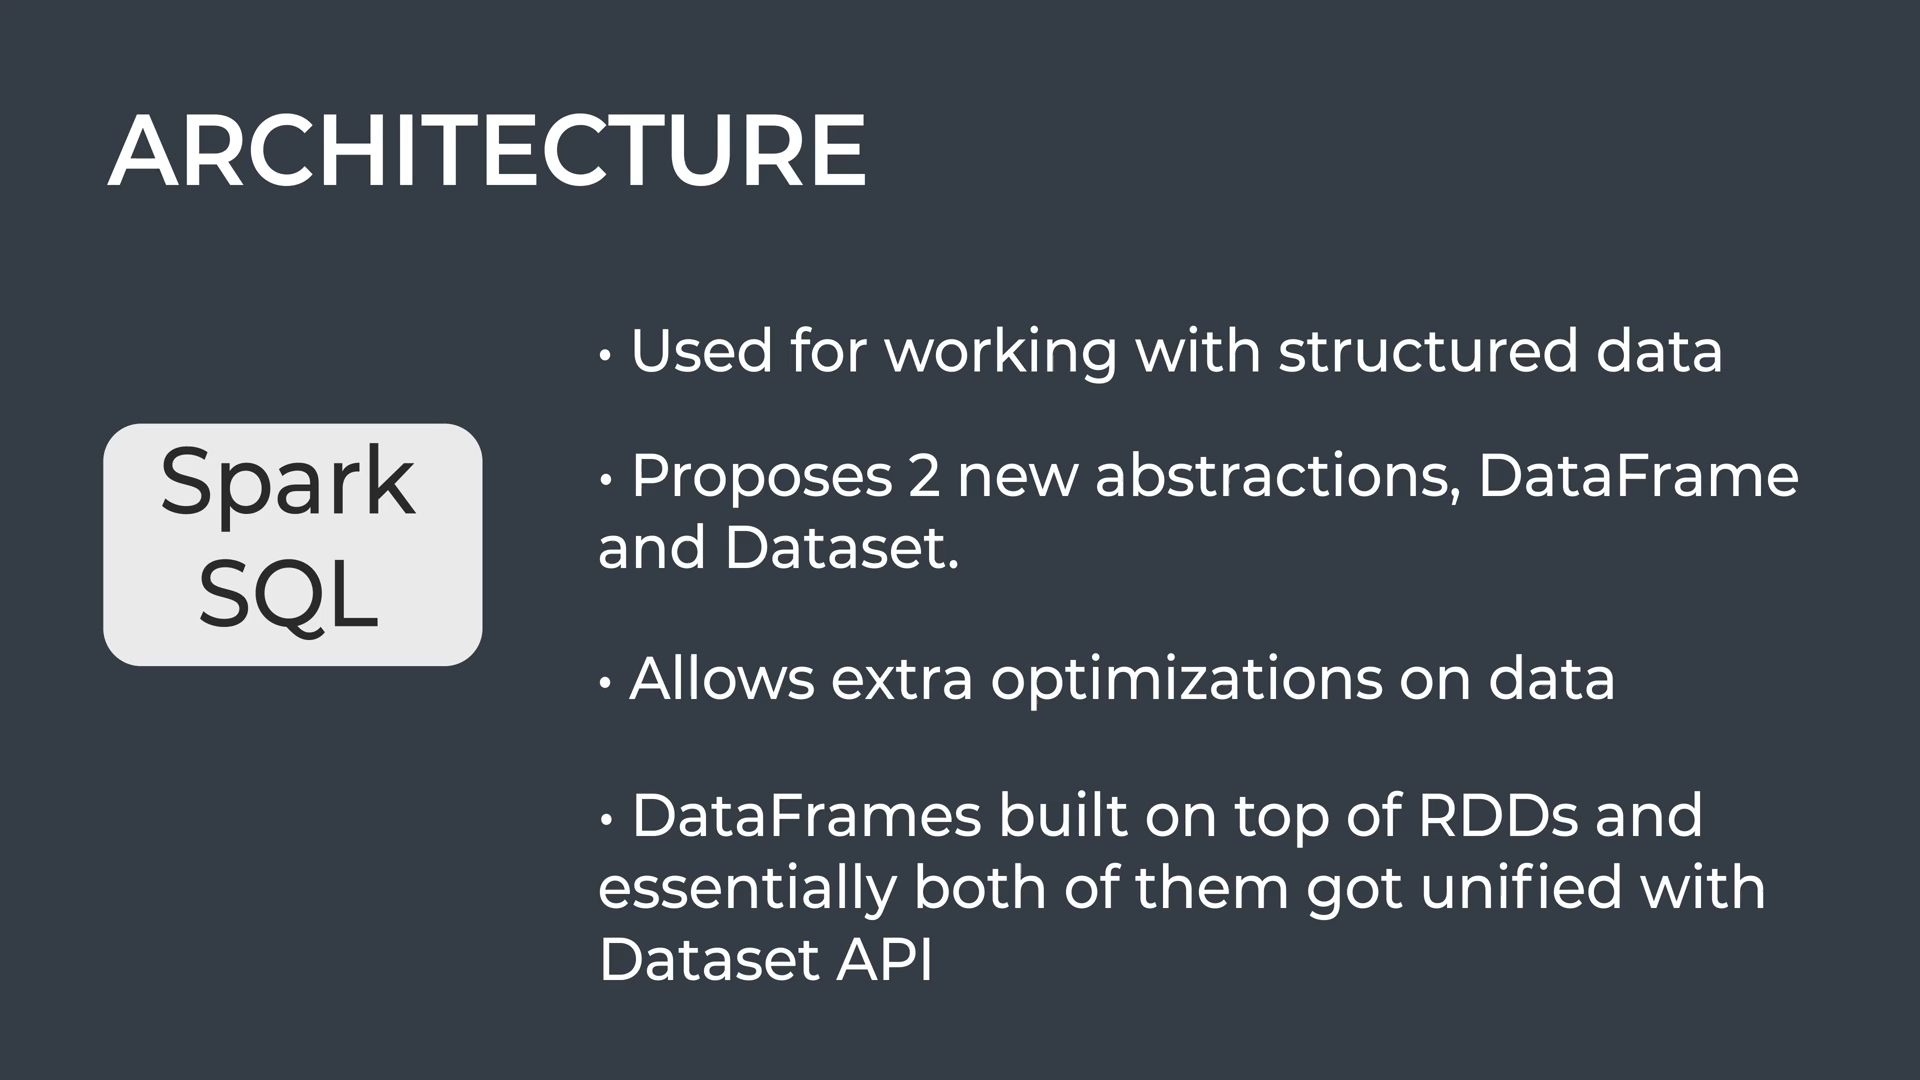 ARCHITECTURE
Spark
SQL
• Used for working with structured data
• Proposes 2 new abstractions, DataFrame
and Dataset.
• Allows extra optimizations on data
• DataFrames built on top of RDDs and
essentially both of them got unified with
Dataset API